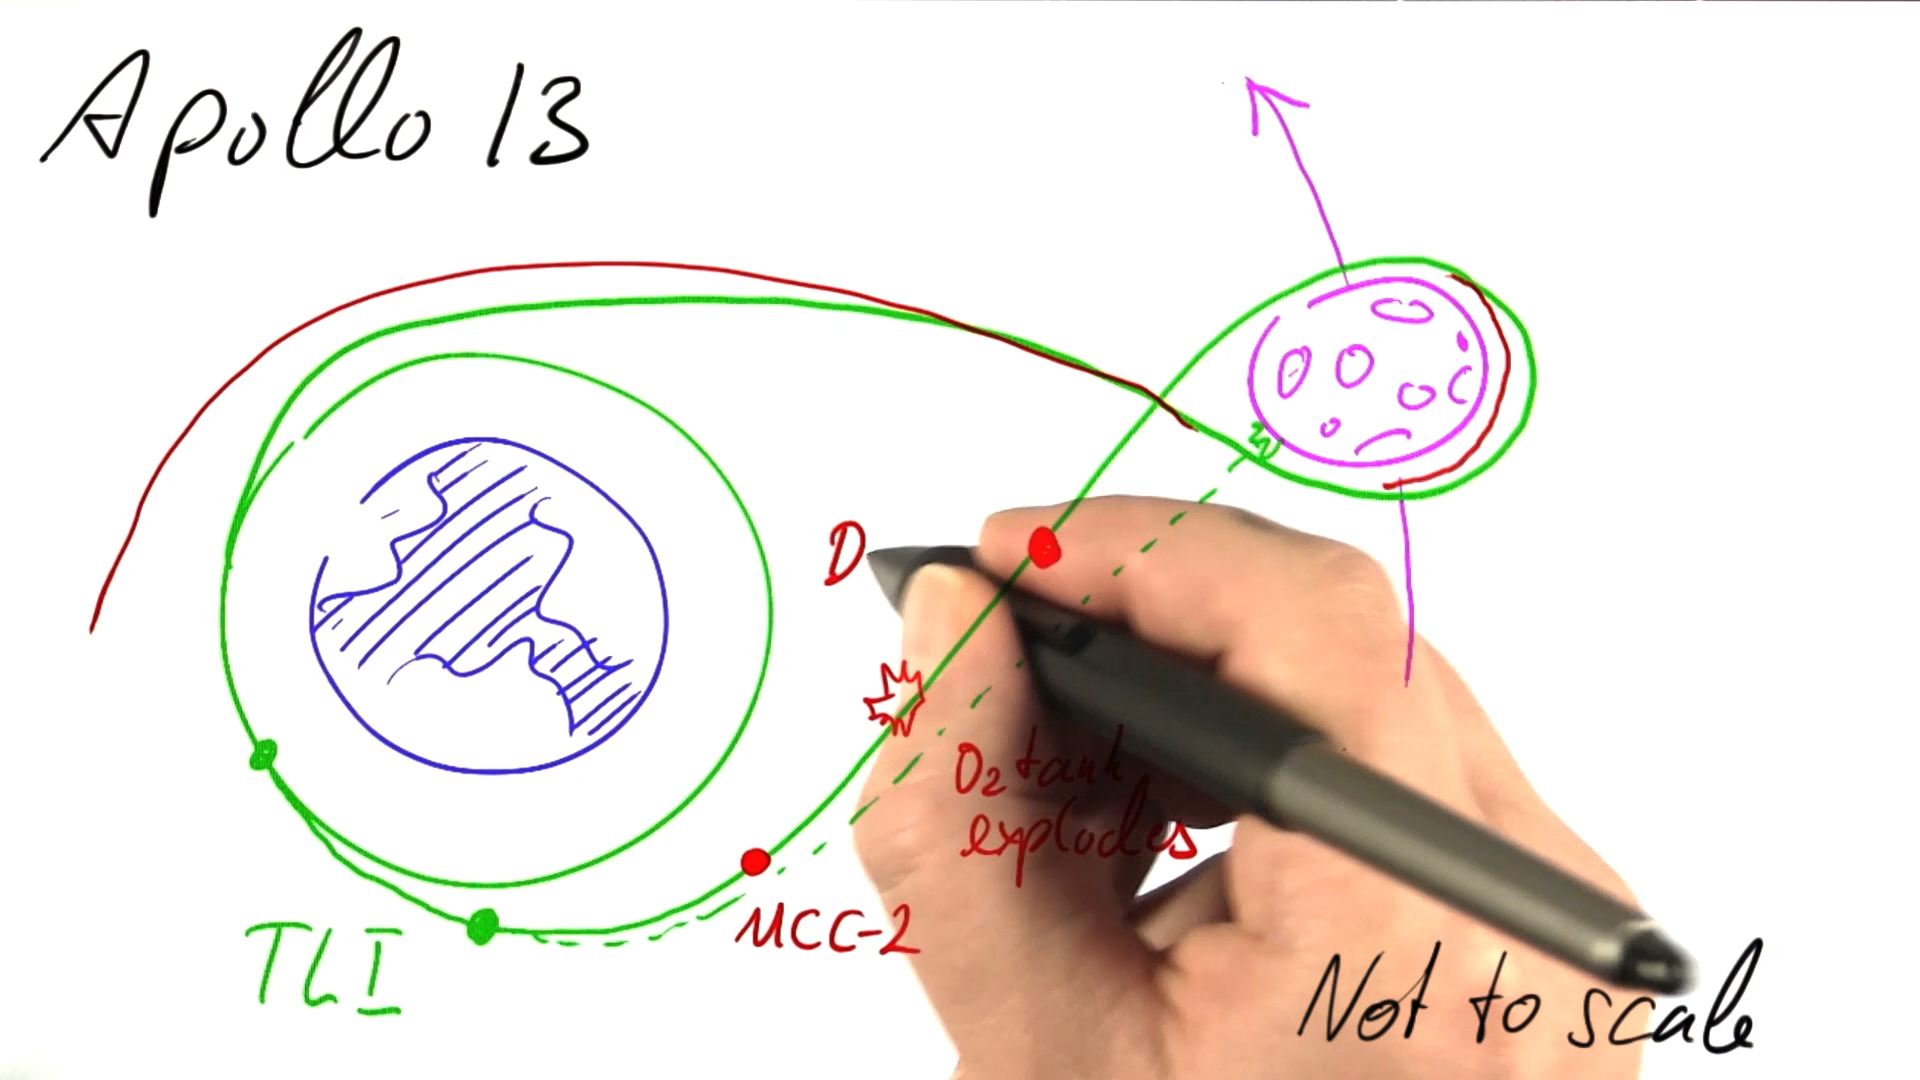 Apollo 13
D
O2 tank
explodes
MCC-2
TLI
Not to scale